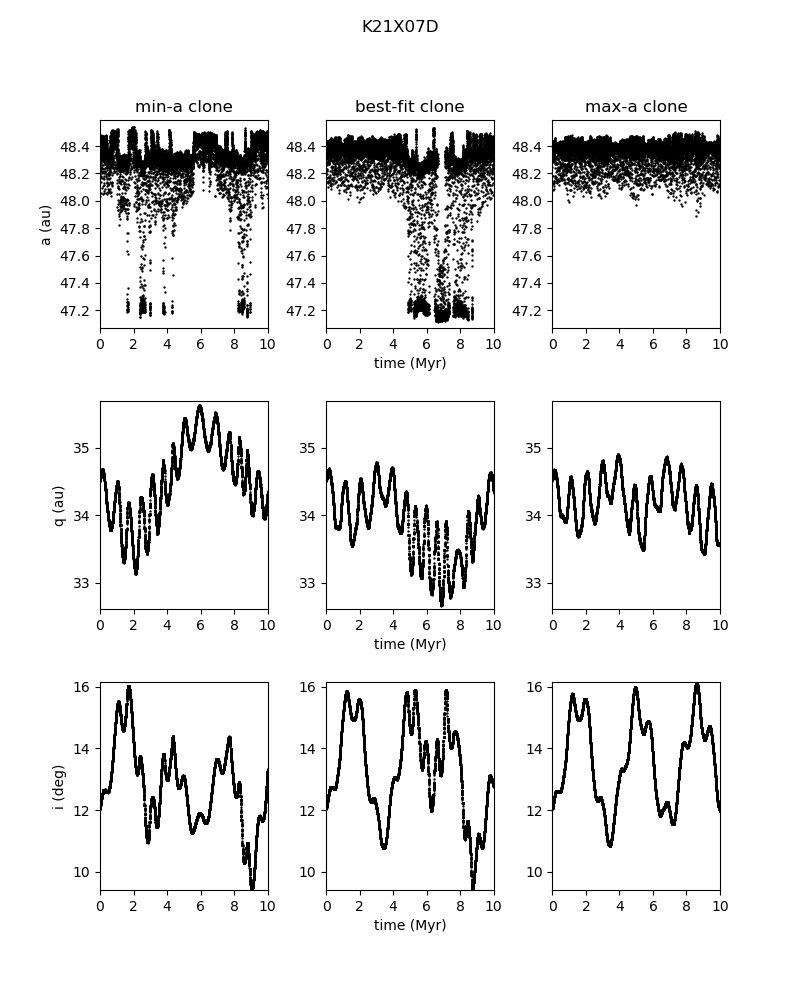 K21X07D
min-a clone best-fit clone max-a clone
a (au)
48.4 48.4 48.4
48.2 48.2 48.2
48.0 48.0 48.0
47.8 47.8 47.8
47.6 47.6 47.6
47.4 47.4 47.4
47.2 47.2 47.2
0 2 4 6 8 10 0 2 4 6 8 10 0 2 4 6 8 10
time (Myr) time (Myr)
q (au)
35 35 35
34 34 34
33 33 33
0 2 4 6 8 10 0 2 4 6 8 10 0 2 4 6 8 10
time (Myr) time (Myr)
i (deg)
16 16 16
14 14 14
12 12 12
10 10 10
0 2 4 6 8 10 0 2 4 6 8 10 0 2 4 6 8 10
time (Myr) time (Myr)